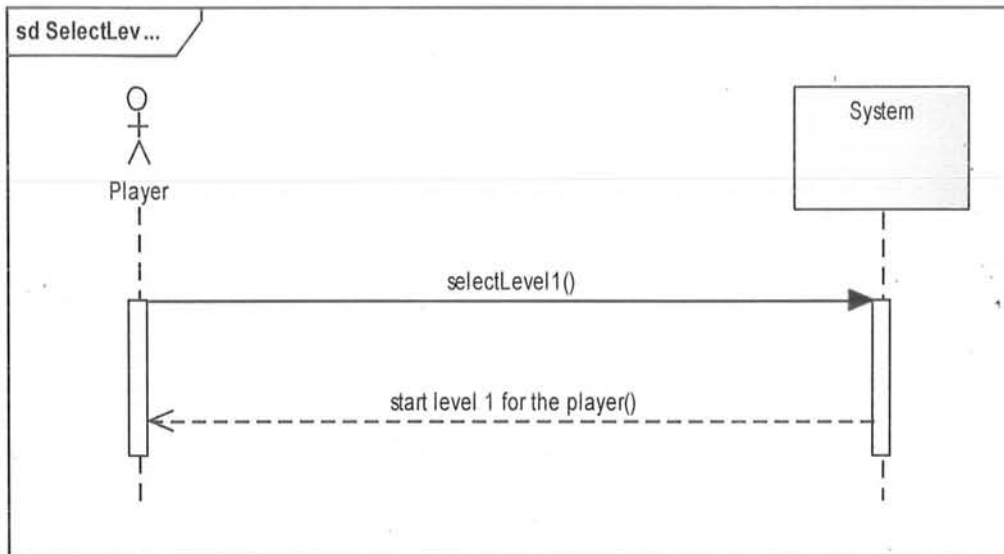 sd SelectLev...
System
Player
selectLevel1()
start level 1 for the player()